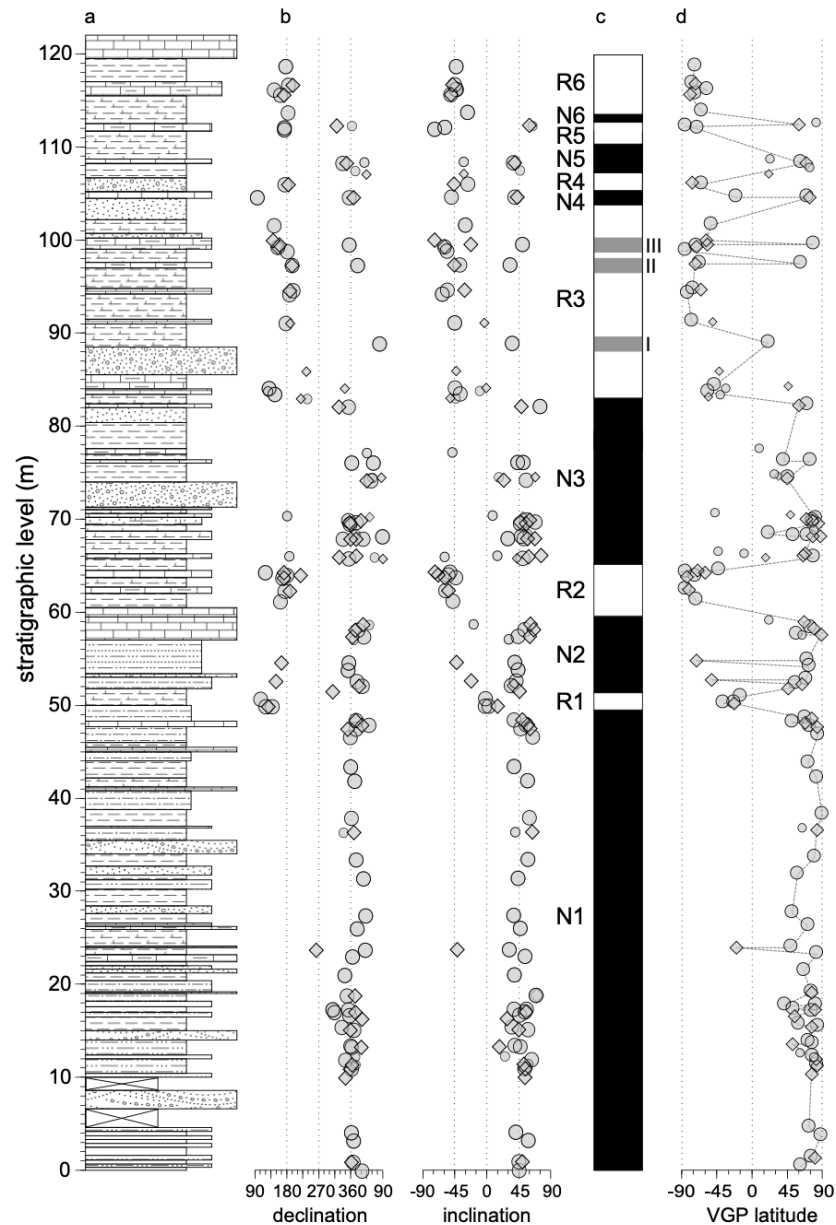 a b c d
120
R6
N6
110
R5
N5
R4
N4
100
III
II
R3
90
I
80
N3
70
R2
60
N2
50
R1
40
30
N1
20
10
0
stratigraphic level (m)
90 180 270 360 90 -90 -45 0 45 90 -90 -45 0 45 90
declination inclination VGP latitude